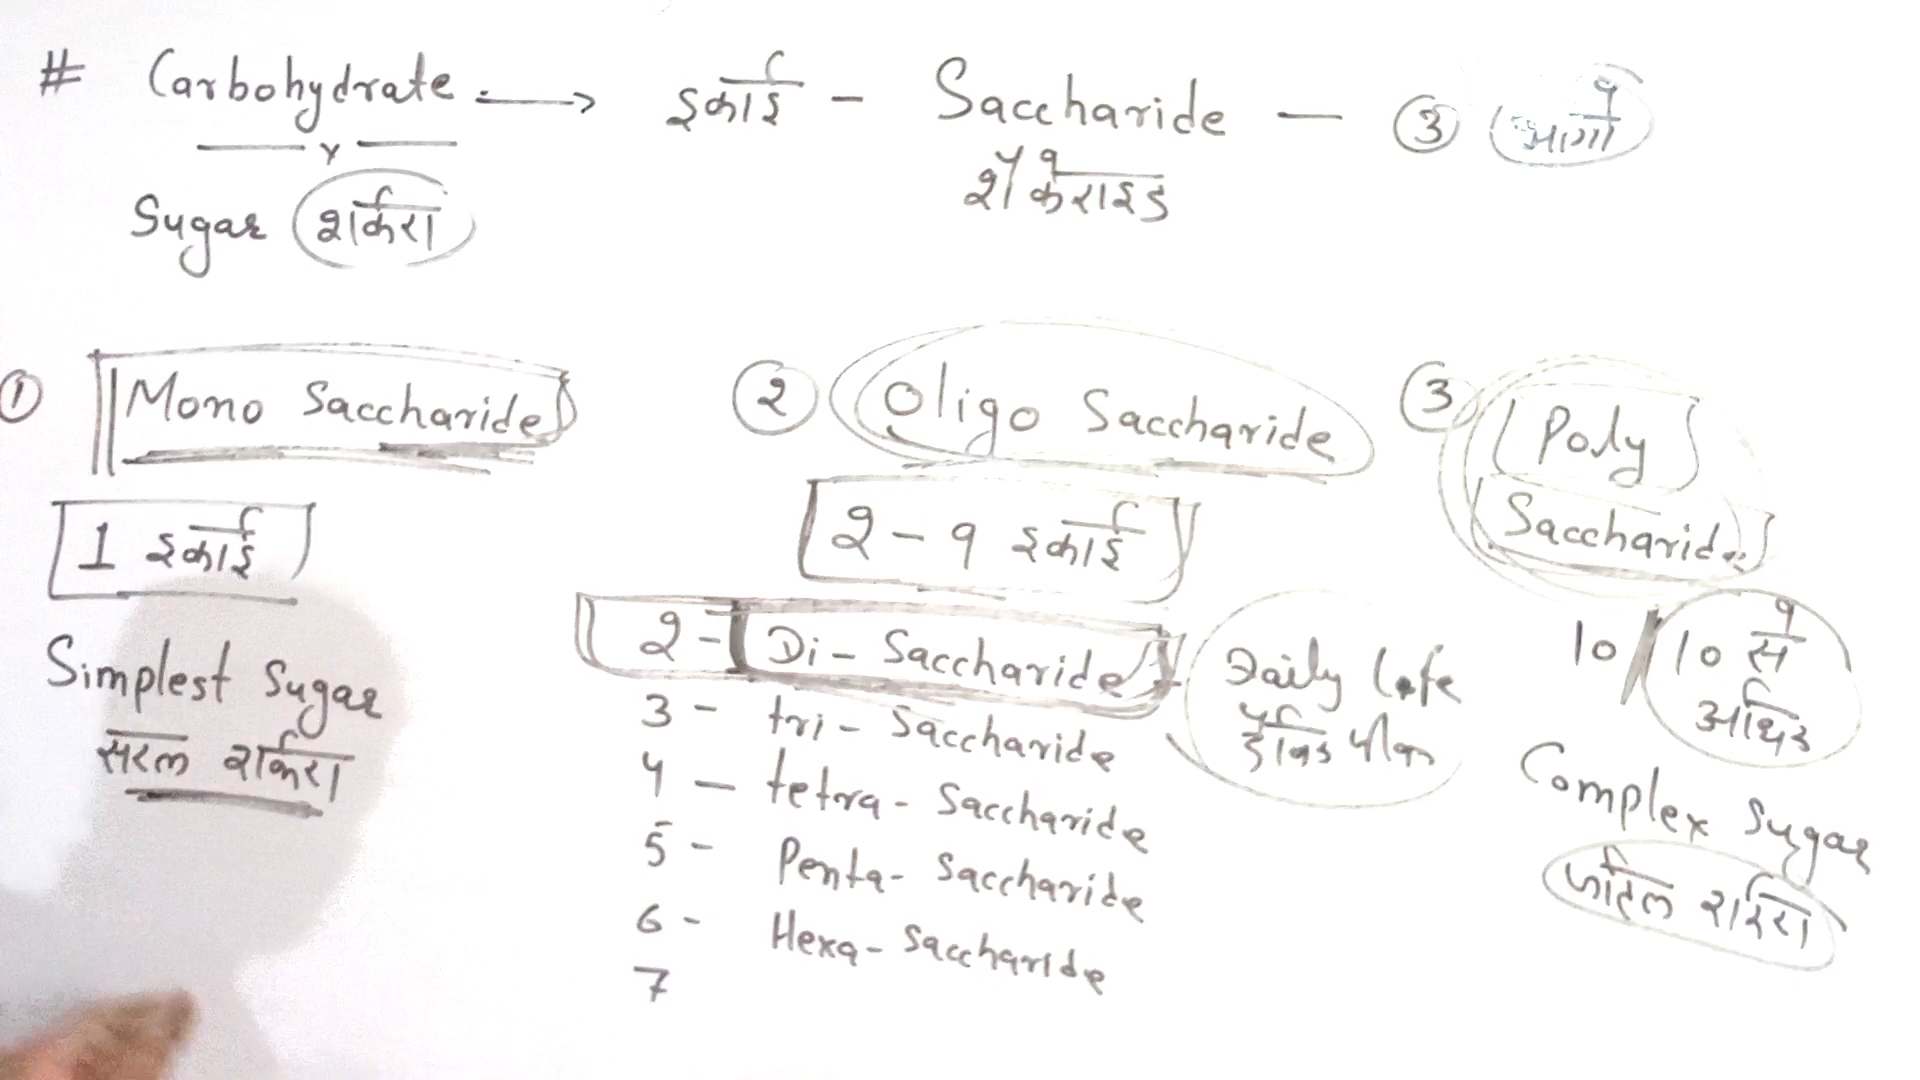 # Carbohydrate → इकाई - Saccharide - ③ भागो
Sugar शर्करा
सैकेराइड
① Mono Saccharide
1 इकाई
Simplest Sugar
सरल शर्करा
② Oligo Saccharide
2 - 9 इकाई
2 - Di - Saccharide
3 - tri - Saccharide
4 - tetra - Saccharide
5 - Penta - Saccharide
6 - Hexa - Saccharide
7
Daily Life
दैनिक
③ Poly
Saccharide
10 / 10 से
अधिक
Complex Sugar
जटिल शर्करा